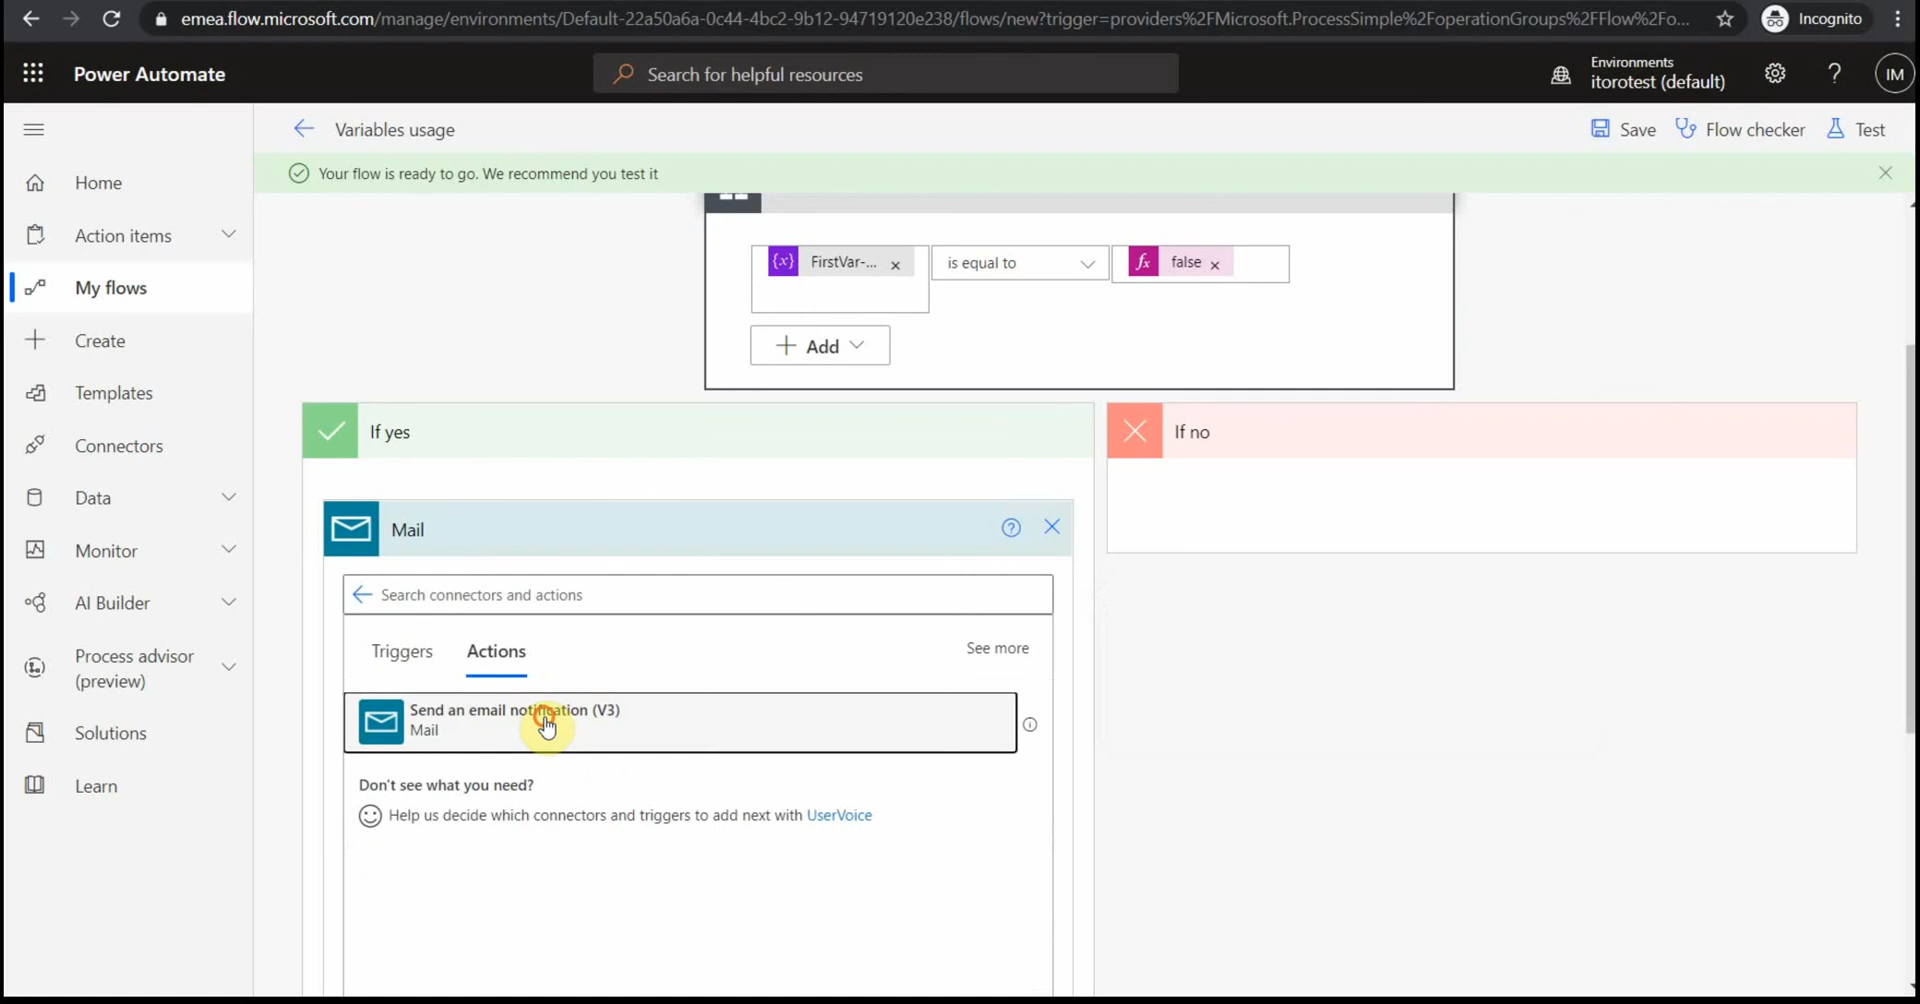 emea.flow.microsoft.com/manage/environments/Default-22a50a6a-0c44-4bc2-9b12-94719120e238/flows/new?trigger=providers%2FMicrosoft.ProcessSimple%2FoperationGroups%2FFlow%2Fo...
Incognito
Power Automate
Search for helpful resources
Environments
itorotest (default)
?
IM
Variables usage
Save
Flow checker
Test
Your flow is ready to go. We recommend you test it
Home
Action items
My flows
Create
Templates
Connectors
Data
Monitor
AI Builder
Process advisor
(preview)
Solutions
Learn
{x} FirstVar-... ×
is equal to
fx false ×
+ Add
If yes
If no
Mail
?
Search connectors and actions
Triggers
Actions
See more
Send an email notification (V3)
Mail
Don't see what you need?
Help us decide which connectors and triggers to add next with UserVoice